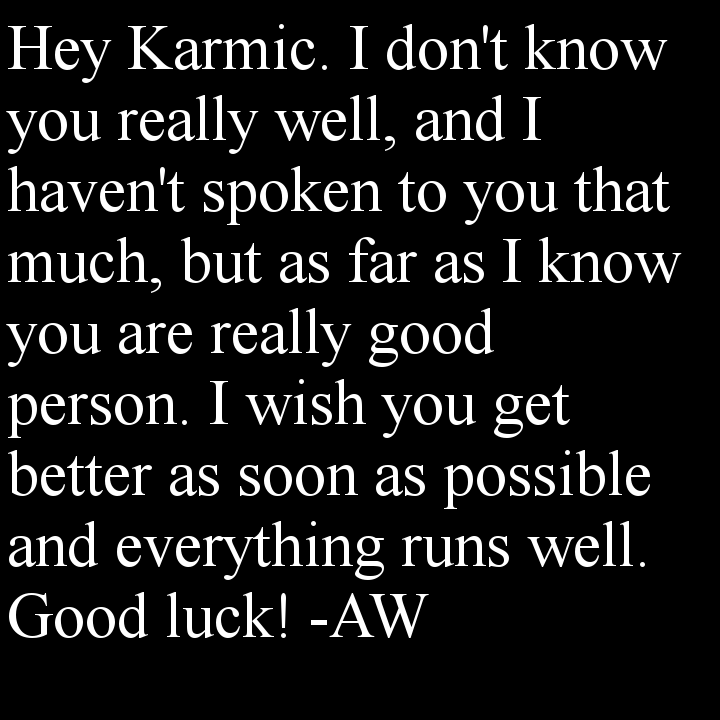 Hey Karmic. I don't know
you really well, and I
haven't spoken to you that
much, but as far as I know
you are really good
person. I wish you get
better as soon as possible
and everything runs well.
Good luck! -AW